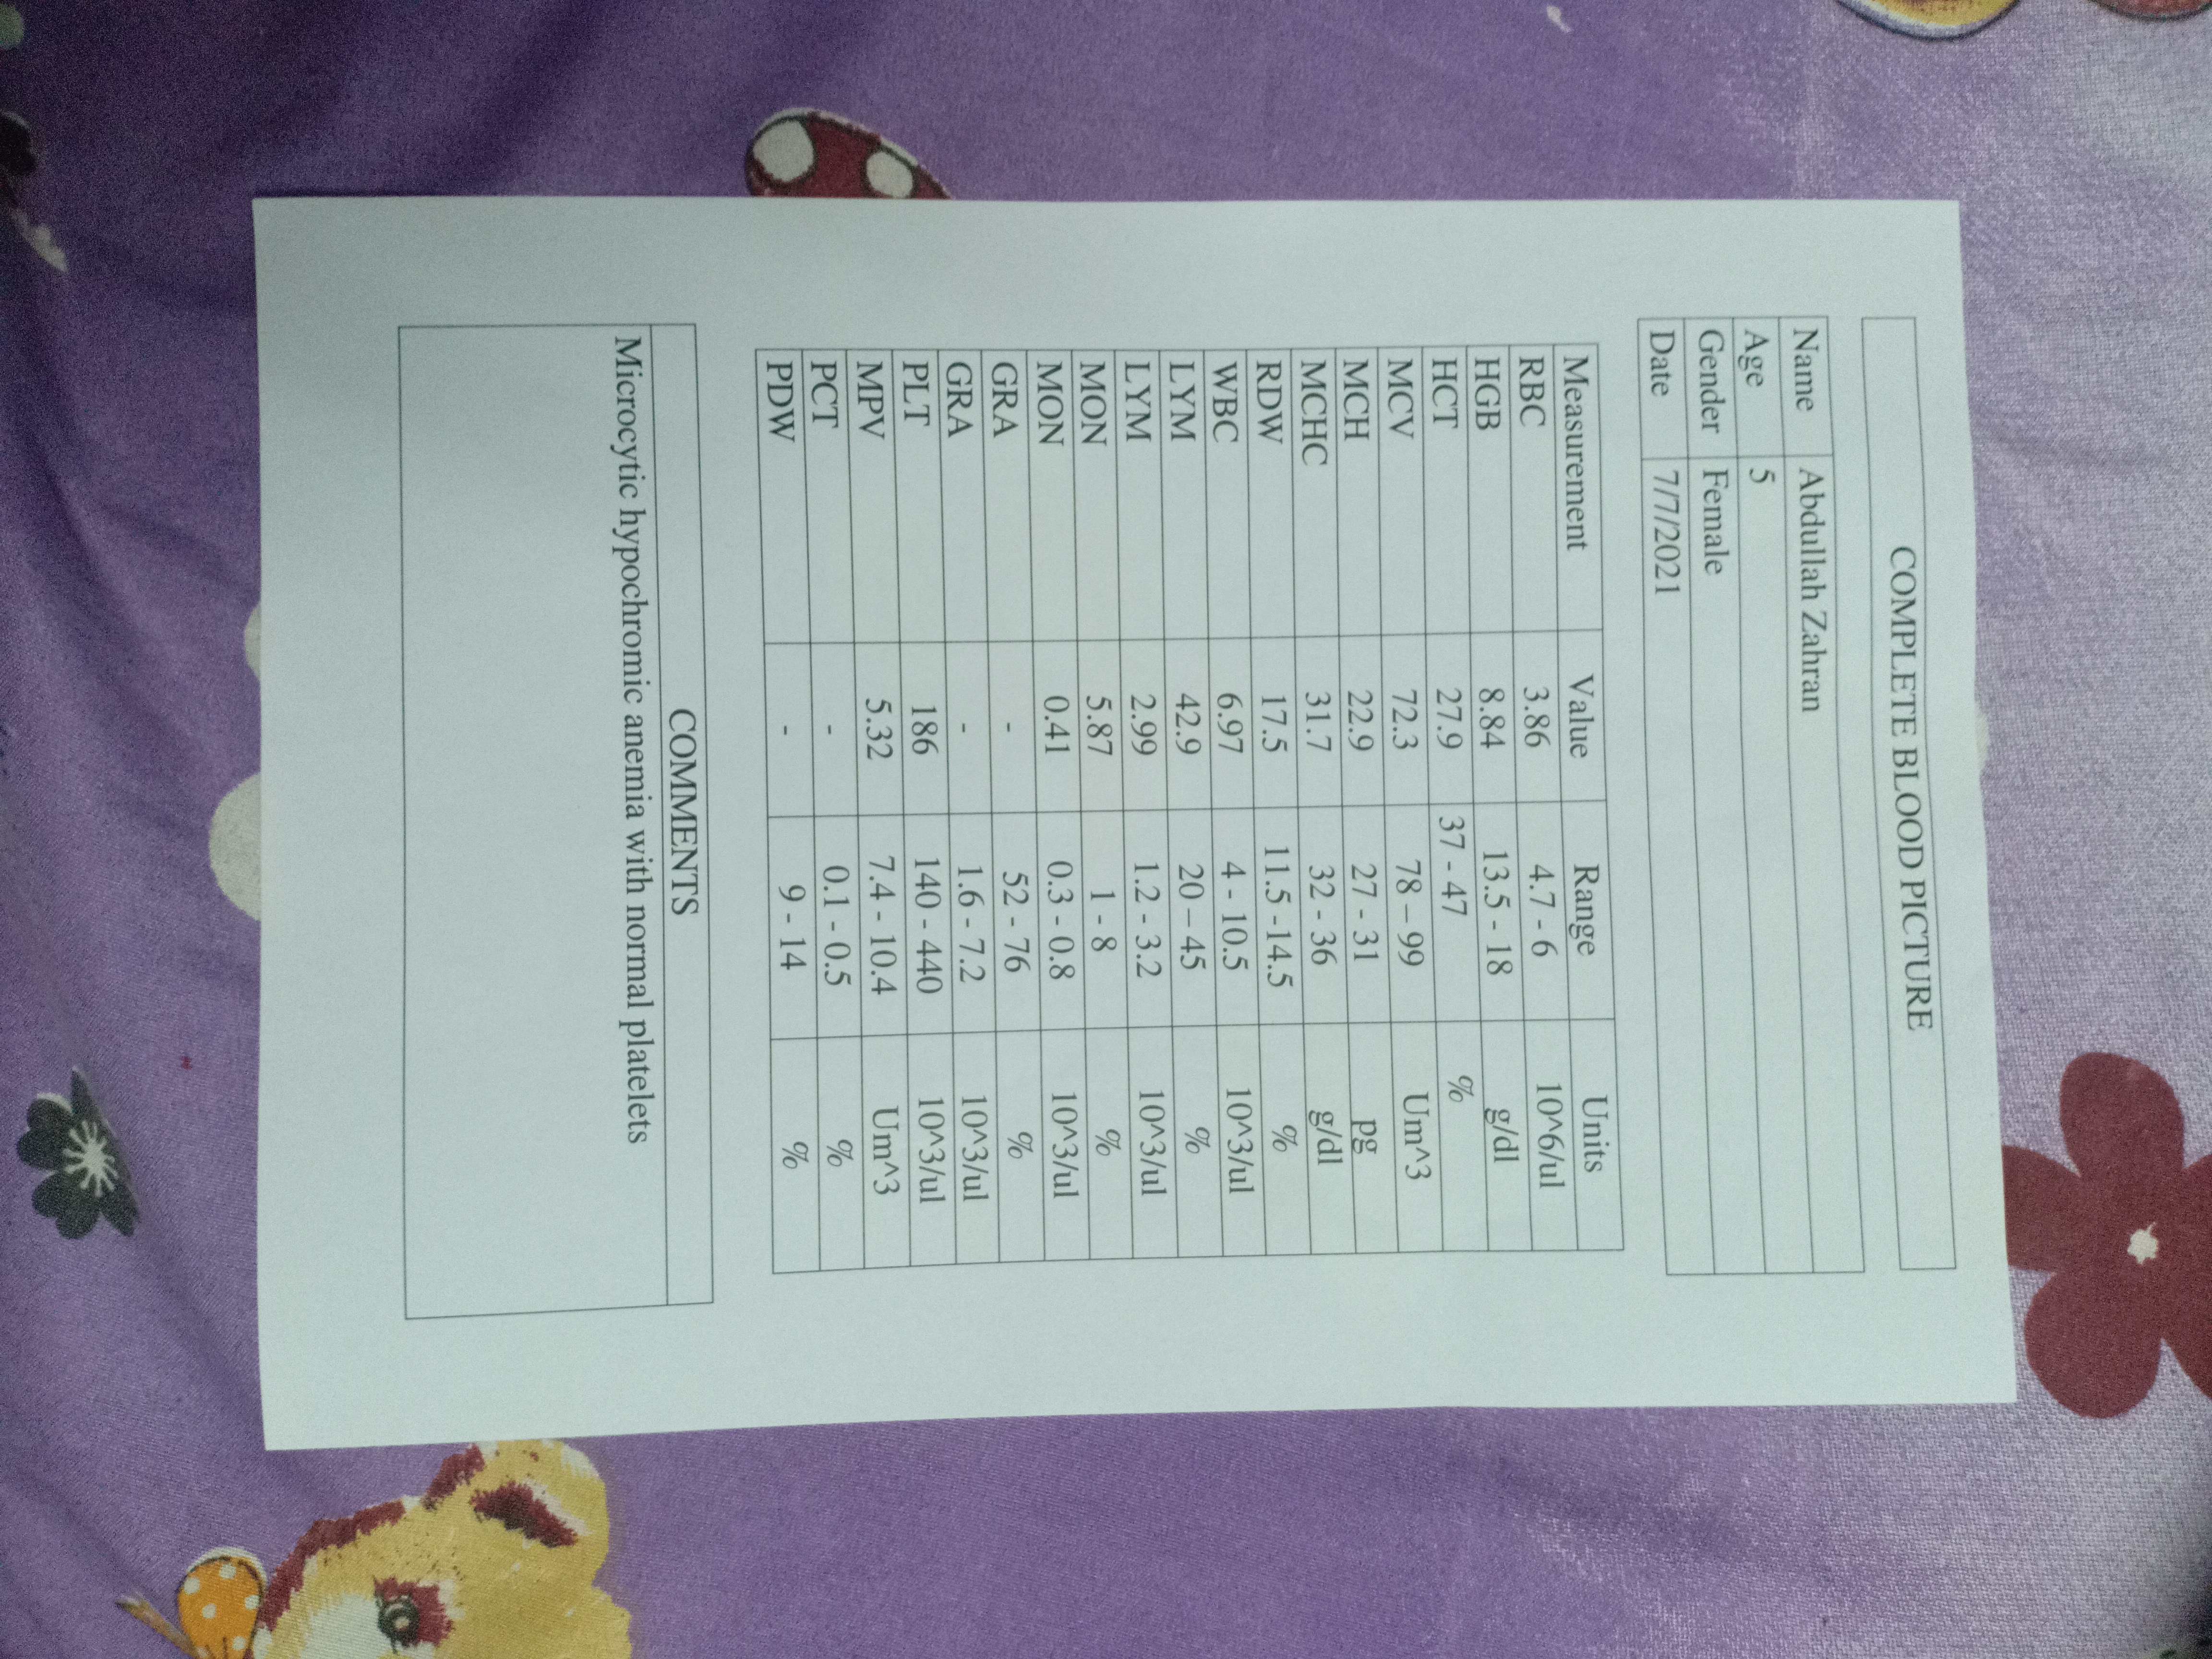 COMPLETE BLOOD PICTURE
Name Abdullah Zahran
Age 5
Gender Female
Date 7/7/2021
Measurement Value Range Units
RBC 3.86 4.7 - 6 10^6/ul
HGB 8.84 13.5 - 18 g/dl
HCT 27.9 37 - 47 %
MCV 72.3 78 – 99 Um^3
MCH 22.9 27 - 31 pg
MCHC 31.7 32 - 36 g/dl
RDW 17.5 11.5 -14.5 %
WBC 6.97 4 - 10.5 10^3/ul
LYM 42.9 20 – 45 %
LYM 2.99 1.2 - 3.2 10^3/ul
MON 5.87 1 - 8 %
MON 0.41 0.3 - 0.8 10^3/ul
GRA - 52 - 76 %
GRA - 1.6 - 7.2 10^3/ul
PLT 186 140 - 440 10^3/ul
MPV 5.32 7.4 - 10.4 Um^3
PCT - 0.1 - 0.5 %
PDW - 9 - 14 %
COMMENTS
Microcytic hypochromic anemia with normal platelets